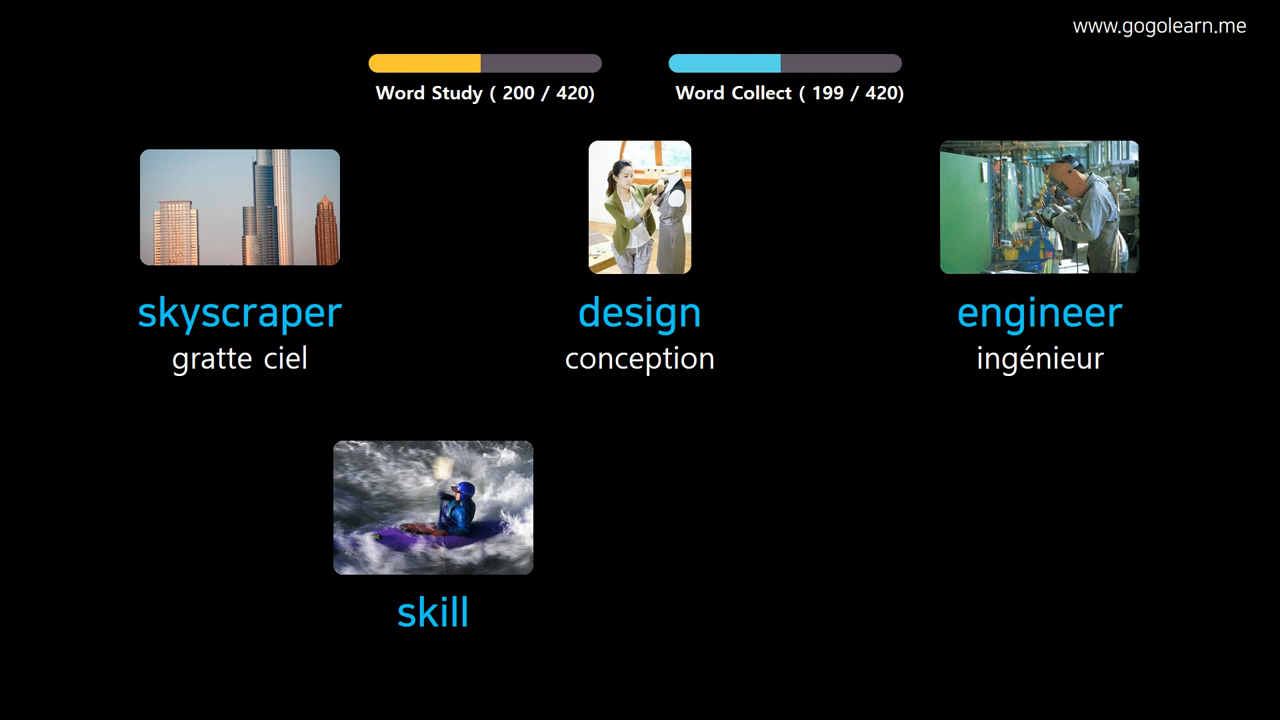 www.gogolearn.me
Word Study ( 200 / 420)
Word Collect ( 199 / 420)
skyscraper
gratte ciel
design
conception
engineer
ingénieur
skill